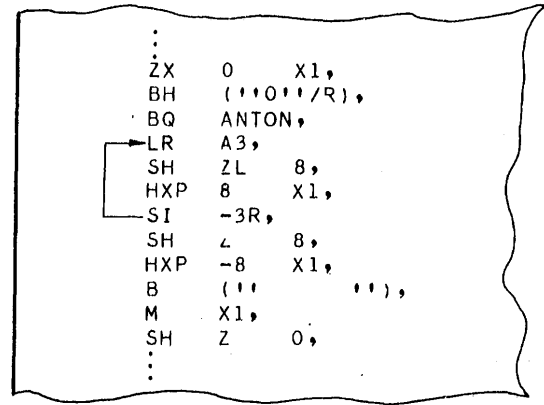 ⋮
ZX 0 X1,
BH (''0''/R),
BQ ANTON,
LR A3,
SH ZL 8,
HXP 8 X1,
SI -3R,
SH Z 8,
HXP -8 X1,
B ('' ''),
M X1,
SH Z 0,
⋮